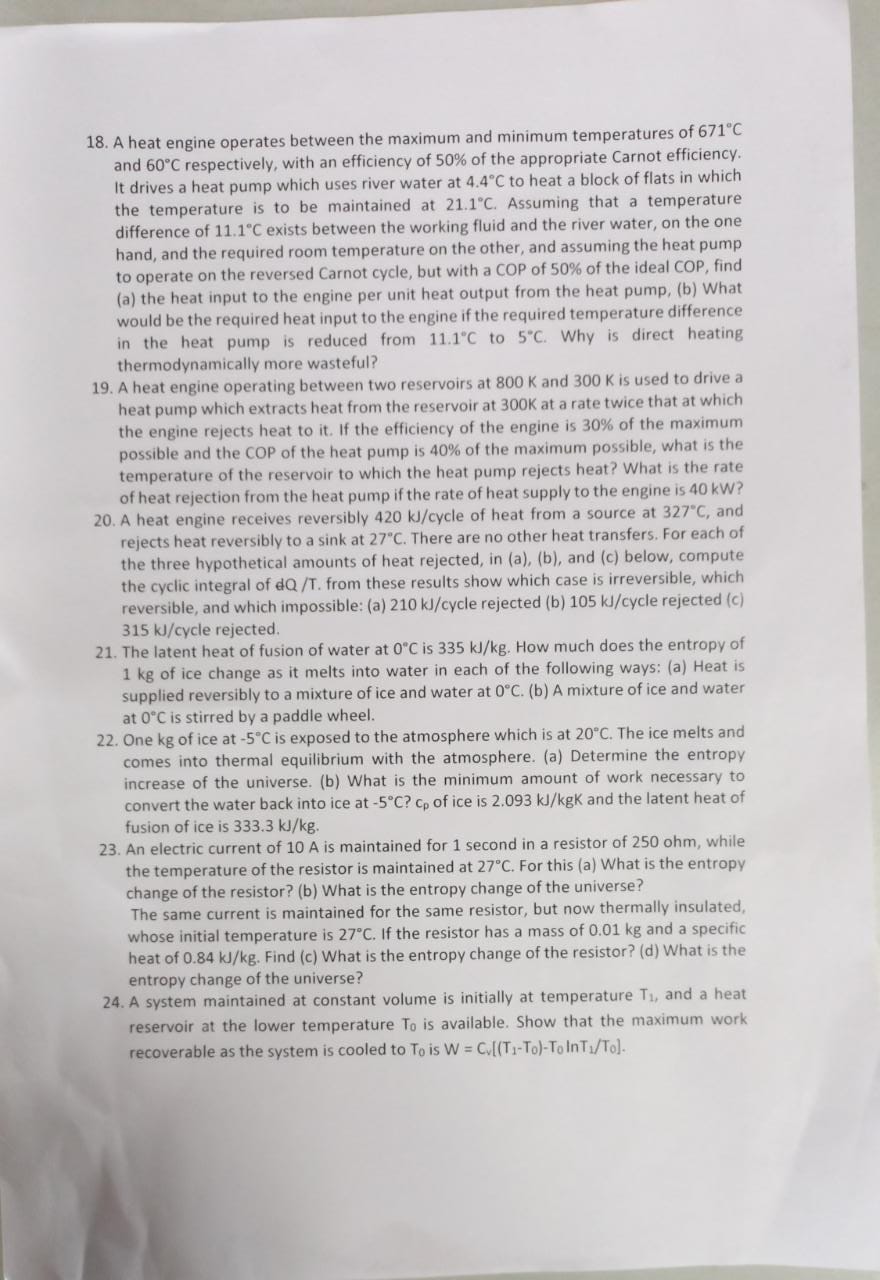 18. A heat engine operates between the maximum and minimum temperatures of 671°C
and 60°C respectively, with an efficiency of 50% of the appropriate Carnot efficiency.
It drives a heat pump which uses river water at 4.4°C to heat a block of flats in which
the temperature is to be maintained at 21.1°C. Assuming that a temperature
difference of 11.1°C exists between the working fluid and the river water, on the one
hand, and the required room temperature on the other, and assuming the heat pump
to operate on the reversed Carnot cycle, but with a COP of 50% of the ideal COP, find
(a) the heat input to the engine per unit heat output from the heat pump, (b) What
would be the required heat input to the engine if the required temperature difference
in the heat pump is reduced from 11.1°C to 5°C. Why is direct heating
thermodynamically more wasteful?
19. A heat engine operating between two reservoirs at 800 K and 300 K is used to drive a
heat pump which extracts heat from the reservoir at 300K at a rate twice that at which
the engine rejects heat to it. If the efficiency of the engine is 30% of the maximum
possible and the COP of the heat pump is 40% of the maximum possible, what is the
temperature of the reservoir to which the heat pump rejects heat? What is the rate
of heat rejection from the heat pump if the rate of heat supply to the engine is 40 kW?
20. A heat engine receives reversibly 420 kJ/cycle of heat from a source at 327°C, and
rejects heat reversibly to a sink at 27°C. There are no other heat transfers. For each of
the three hypothetical amounts of heat rejected, in (a), (b), and (c) below, compute
the cyclic integral of đQ /T. from these results show which case is irreversible, which
reversible, and which impossible: (a) 210 kJ/cycle rejected (b) 105 kJ/cycle rejected (c)
315 kJ/cycle rejected.
21. The latent heat of fusion of water at 0°C is 335 kJ/kg. How much does the entropy of
1 kg of ice change as it melts into water in each of the following ways: (a) Heat is
supplied reversibly to a mixture of ice and water at 0°C. (b) A mixture of ice and water
at 0°C is stirred by a paddle wheel.
22. One kg of ice at -5°C is exposed to the atmosphere which is at 20°C. The ice melts and
comes into thermal equilibrium with the atmosphere. (a) Determine the entropy
increase of the universe. (b) What is the minimum amount of work necessary to
convert the water back into ice at -5°C? cₚ of ice is 2.093 kJ/kgK and the latent heat of
fusion of ice is 333.3 kJ/kg.
23. An electric current of 10 A is maintained for 1 second in a resistor of 250 ohm, while
the temperature of the resistor is maintained at 27°C. For this (a) What is the entropy
change of the resistor? (b) What is the entropy change of the universe?
The same current is maintained for the same resistor, but now thermally insulated,
whose initial temperature is 27°C. If the resistor has a mass of 0.01 kg and a specific
heat of 0.84 kJ/kg. Find (c) What is the entropy change of the resistor? (d) What is the
entropy change of the universe?
24. A system maintained at constant volume is initially at temperature T₁, and a heat
reservoir at the lower temperature T₀ is available. Show that the maximum work
recoverable as the system is cooled to T₀ is W = Cᵥ[(T₁-T₀)-T₀ lnT₁/T₀].